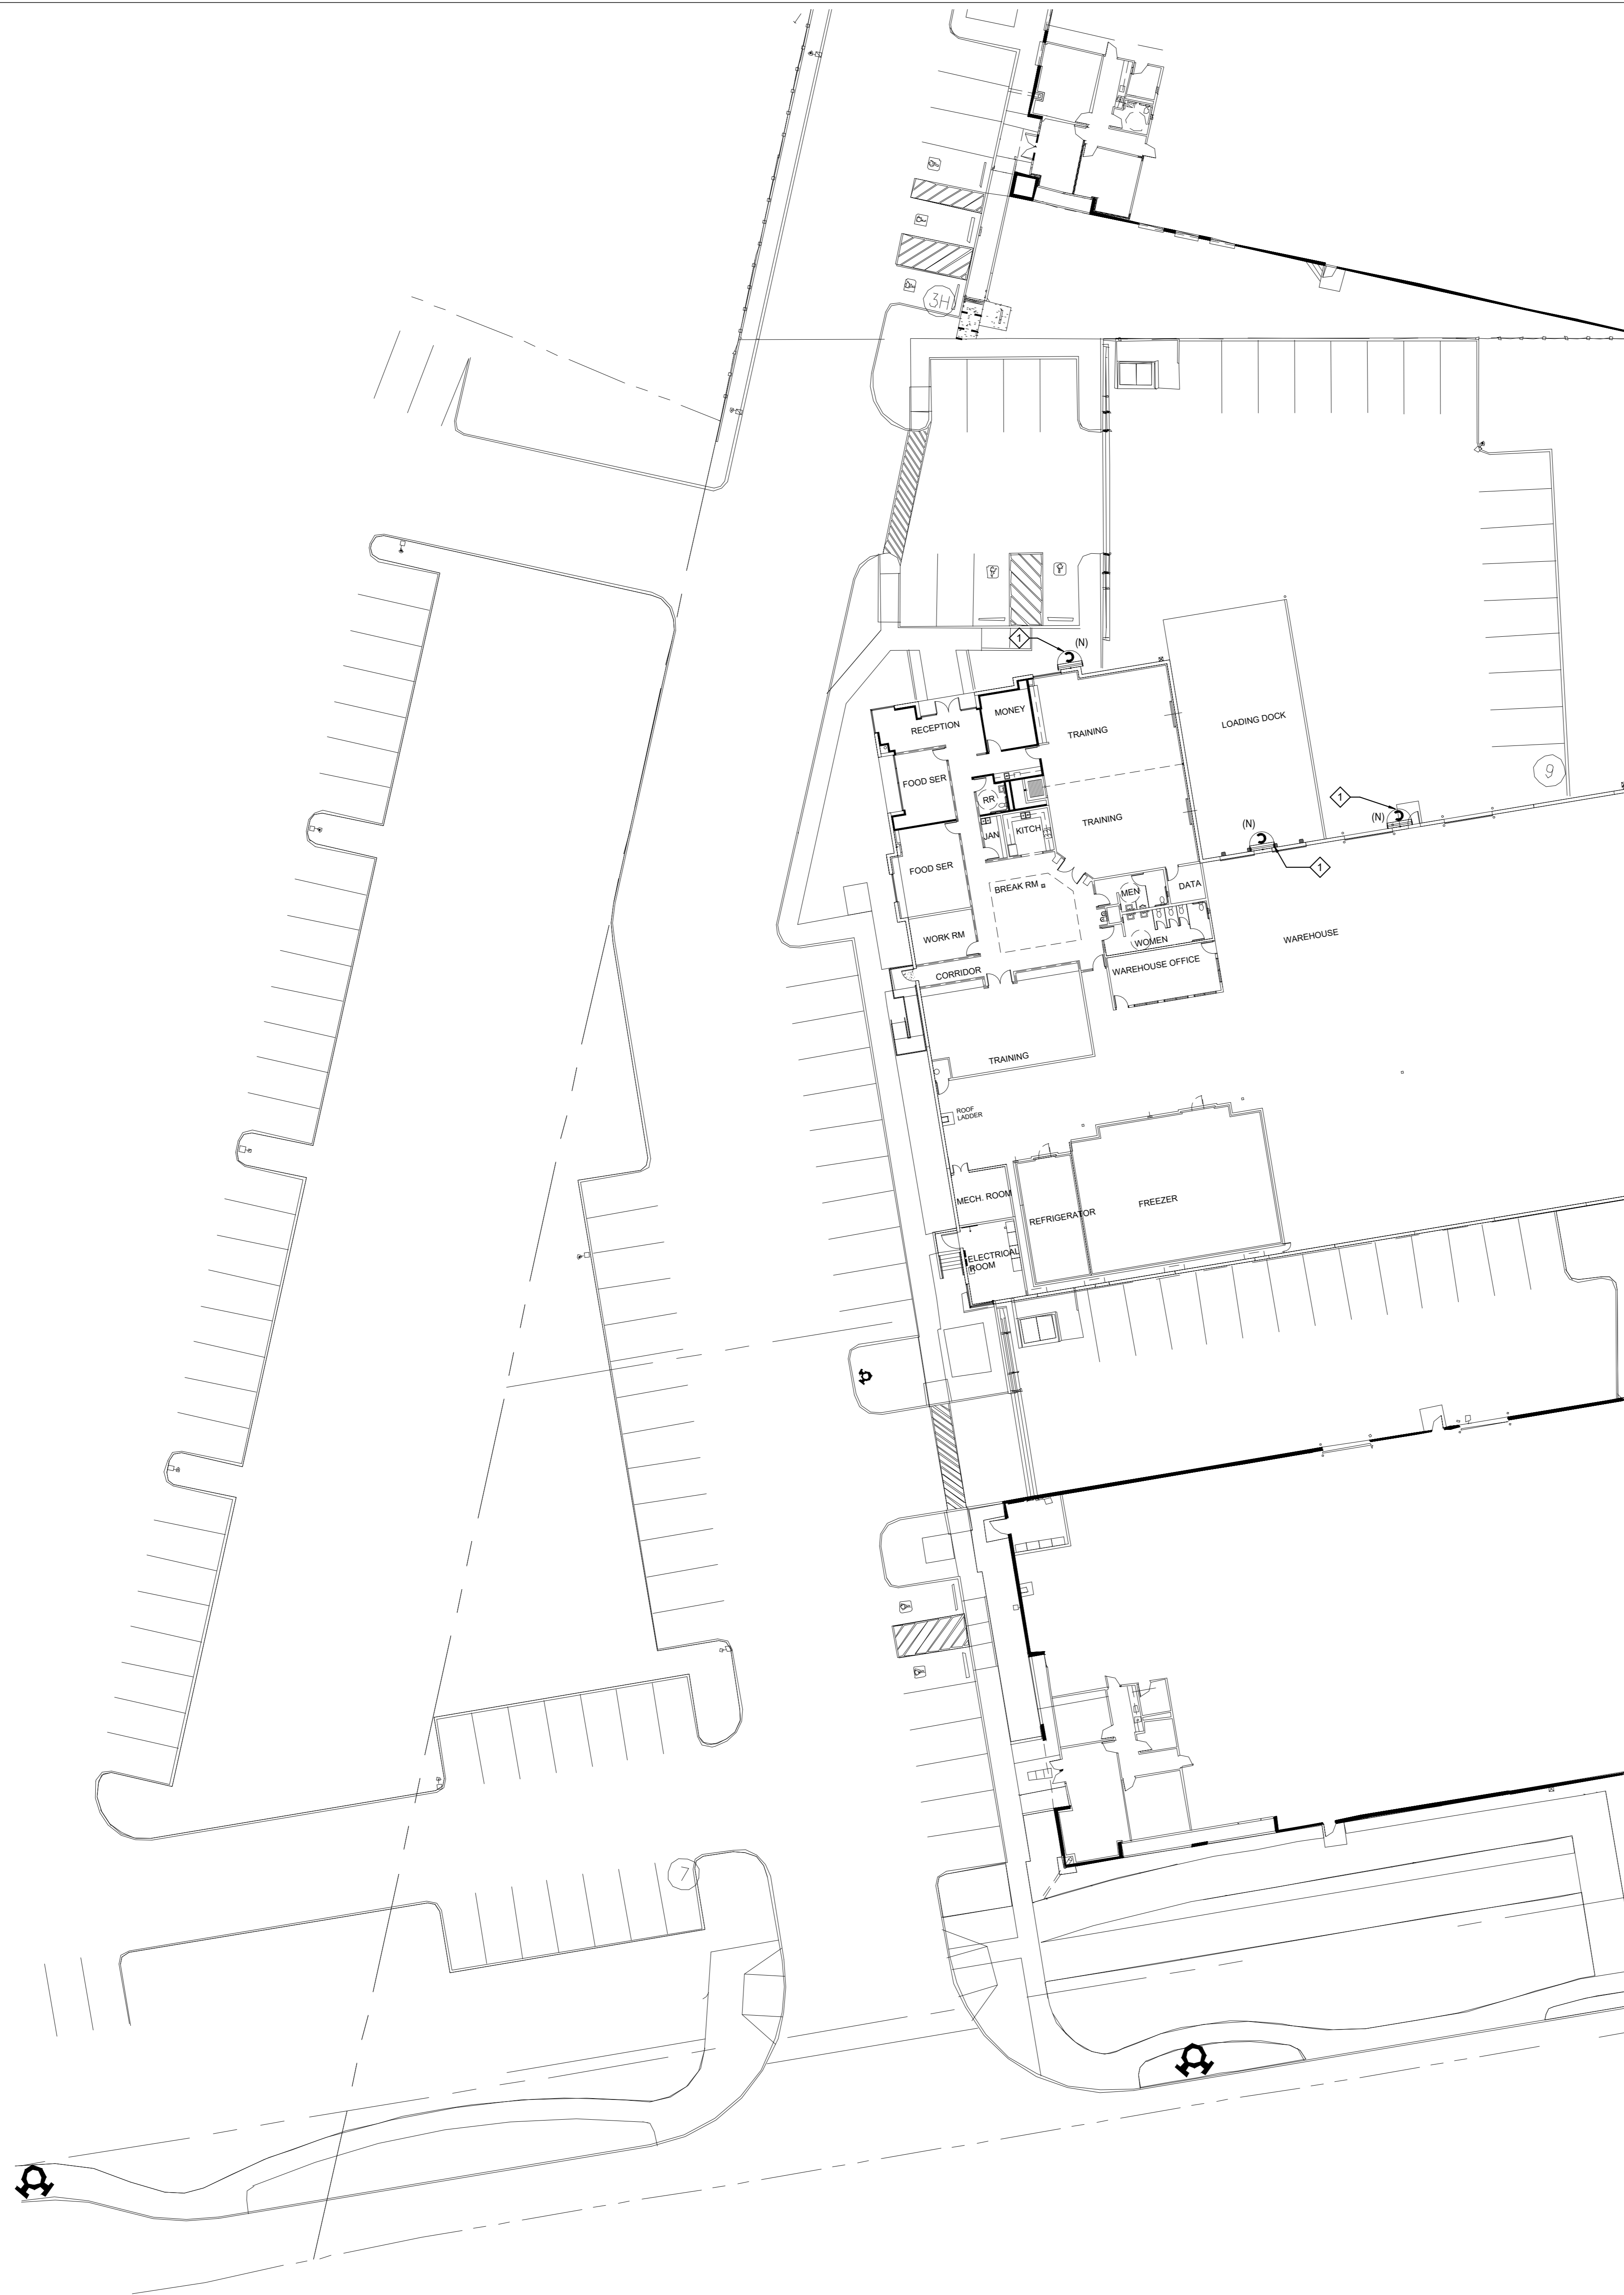 3H
1
(N)
MONEY
RECEPTION
TRAINING
LOADING DOCK
FOOD SER
9
RR
1
(N)
(N)
TRAINING
JAN
KITCH
1
FOOD SER
BREAK RM
MEN
DATA
WORK RM
WOMEN
WAREHOUSE
CORRIDOR
WAREHOUSE OFFICE
TRAINING
ROOF
LADDER
MECH. ROOM
REFRIGERATOR
FREEZER
ELECTRICAL
ROOM
7